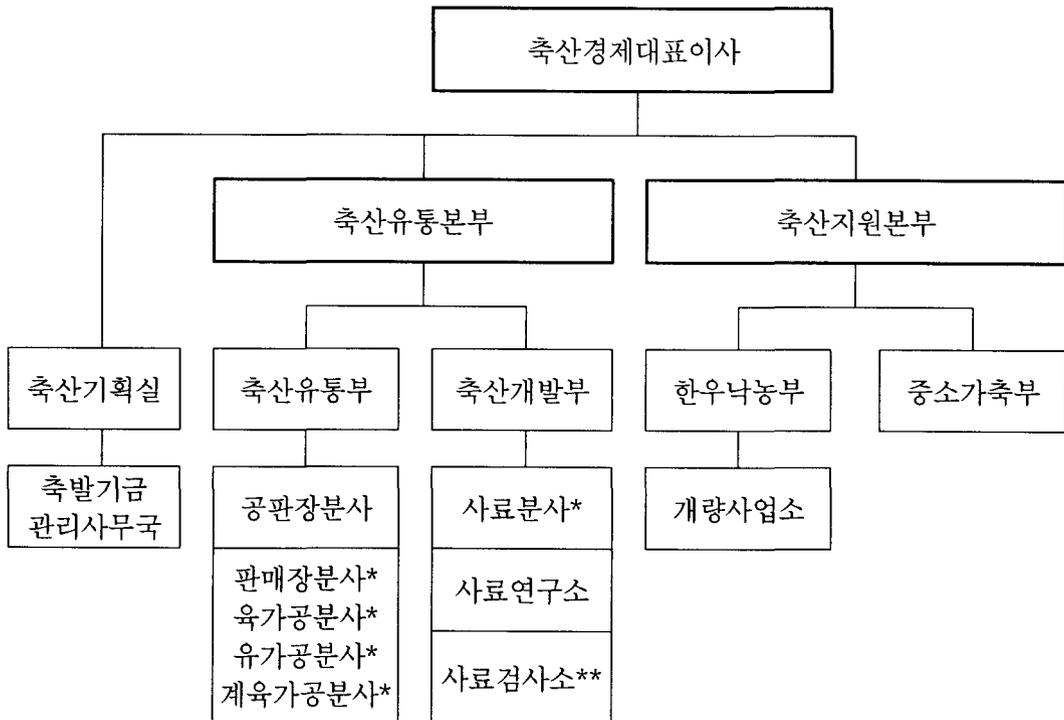 축산경제대표이사
축산유통본부
축산지원본부
축산기획실
축산유통부
축산개발부
한우낙농부
중소가축부
축발기금
관리사무국
공판장분사
사료분사*
개량사업소
판매장분사*
육가공분사*
유가공분사*
계육가공분사*
사료연구소
사료검사소**